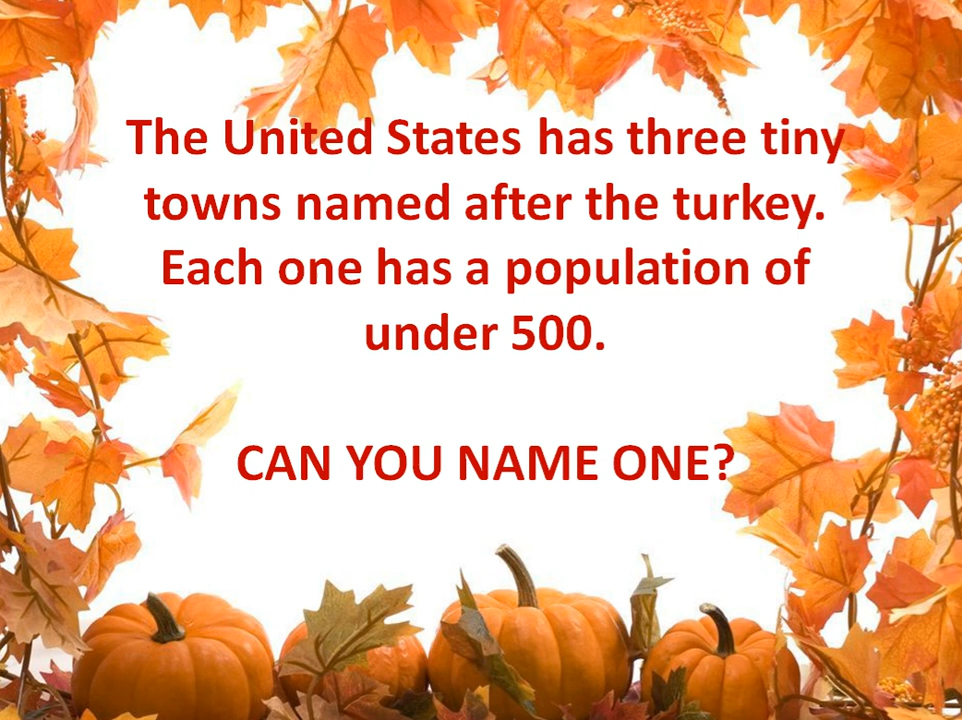 The United States has three tiny
towns named after the turkey.
Each one has a population of
under 500.
CAN YOU NAME ONE?